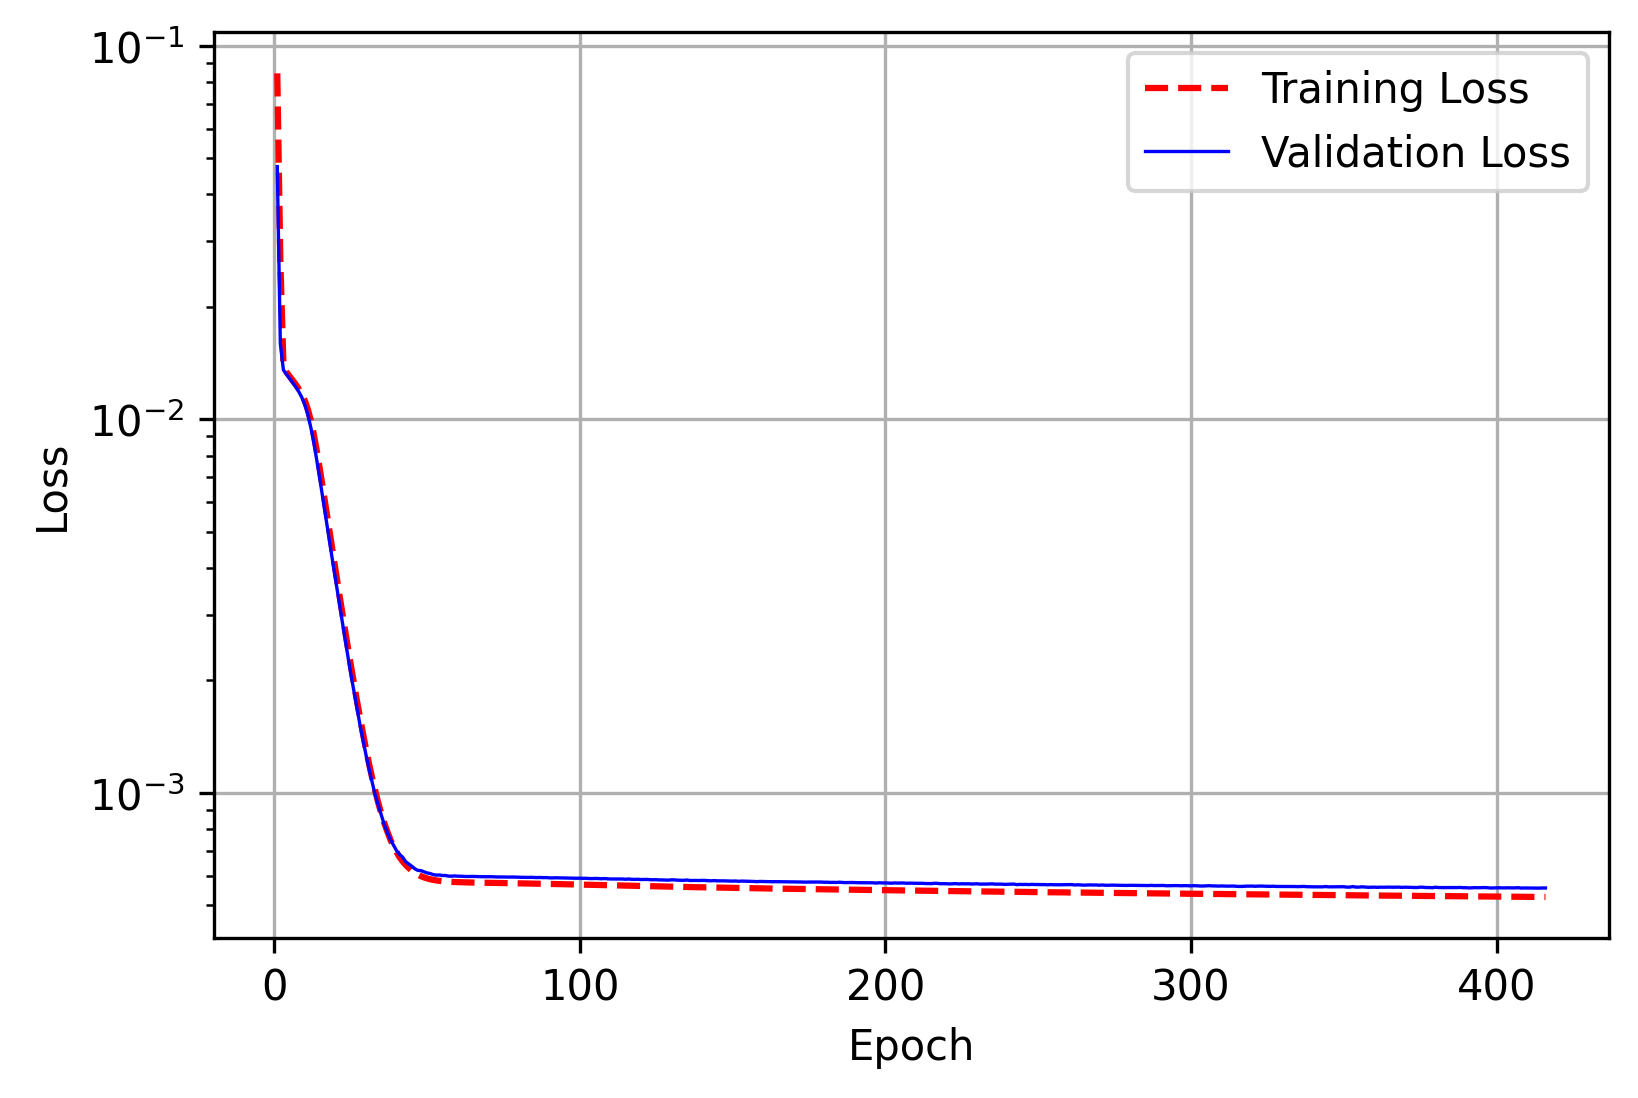 10⁻¹
10⁻²
10⁻³
Loss
Training Loss
Validation Loss
0 100 200 300 400
Epoch